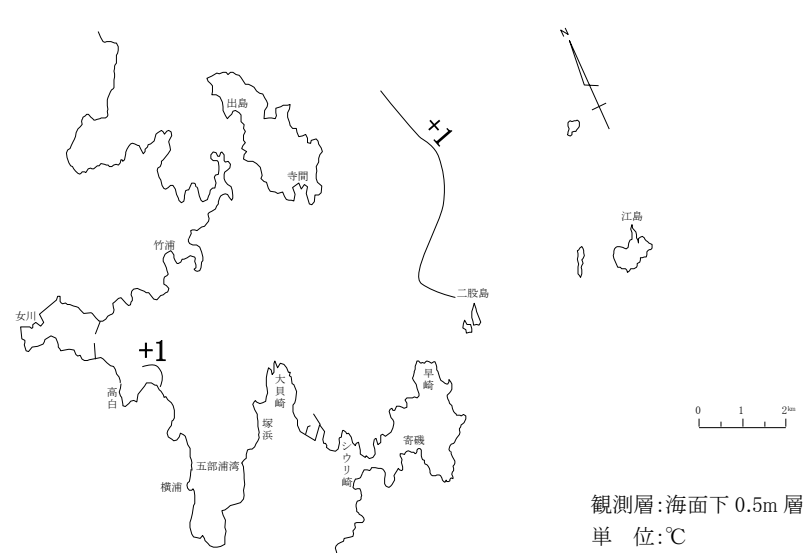 N
出島
+1
寺間
江島
竹浦
二股島
女川
+1
高白
大貝崎
早崎
塚浜
0 1 2km
シウリ崎
寄磯
五部浦湾
横浦
観測層:海面下 0.5m 層
単 位:℃